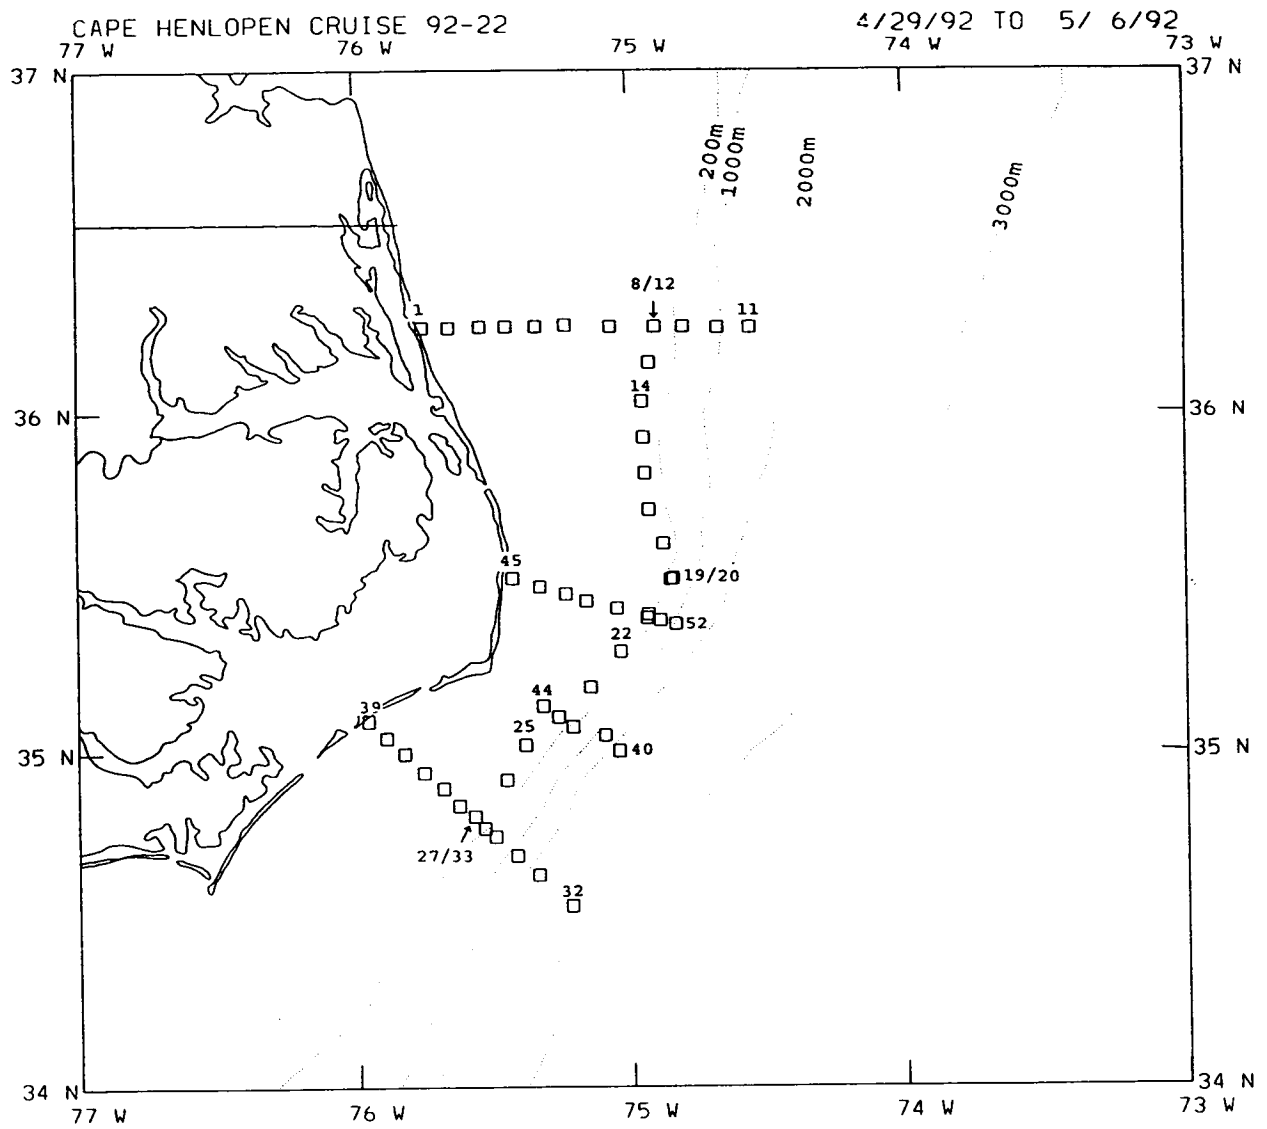 CAPE HENLOPEN CRUISE 92-22
4/29/92 TO 5/ 6/92
77 W
76 W
75 W
74 W
73 W
37 N
37 N
200m
1000m
2000m
3000m
8/12
1
11
14
36 N
36 N
45
19/20
52
22
44
39
25
40
35 N
35 N
27/33
32
34 N
34 N
77 W
76 W
75 W
74 W
73 W